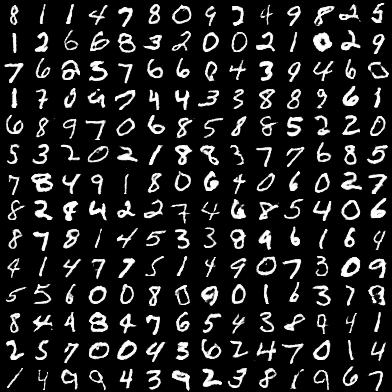 8 1 1 4 7 8 0 9 2 4 9 8 2 5
1 2 6 6 8 3 2 0 0 2 1 0 2 9
7 6 2 3 7 6 6 0 4 3 9 4 6 0
1 7 0 9 7 4 4 3 3 8 8 9 6 1
6 8 9 7 0 6 8 5 8 8 5 2 2 0
5 3 2 0 2 1 8 8 3 7 7 6 8 5
7 8 4 9 1 8 0 6 4 0 6 0 2 7
8 2 8 4 2 2 7 4 6 8 5 4 0 6
8 7 8 1 4 5 3 3 8 9 6 1 6 4
4 1 4 7 7 5 1 4 9 0 7 3 0 9
5 5 6 0 0 8 0 9 0 1 6 3 7 8
8 4 4 8 4 7 6 5 4 3 8 9 4 1
2 5 7 0 0 4 3 6 2 4 7 0 1 4
1 4 9 9 4 3 9 2 3 8 8 9 6 7